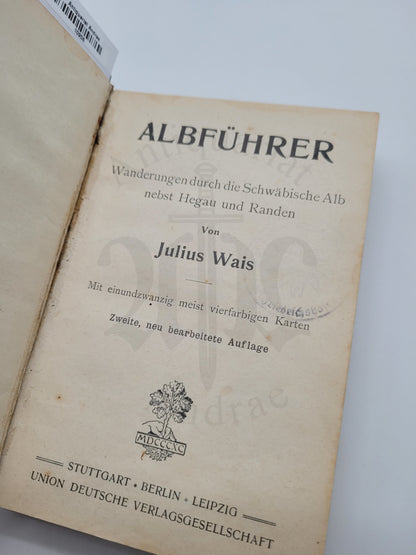 ALBFÜHRER
Wanderungen durch die Schwäbische Alb
nebst Hegau und Randen
Von
Julius Wais
Mit einundzwanzig meist vierfarbigen Karten
Zweite, neu bearbeitete Auflage
STUTTGART • BERLIN • LEIPZIG
UNION DEUTSCHE VERLAGSGESELLSCHAFT